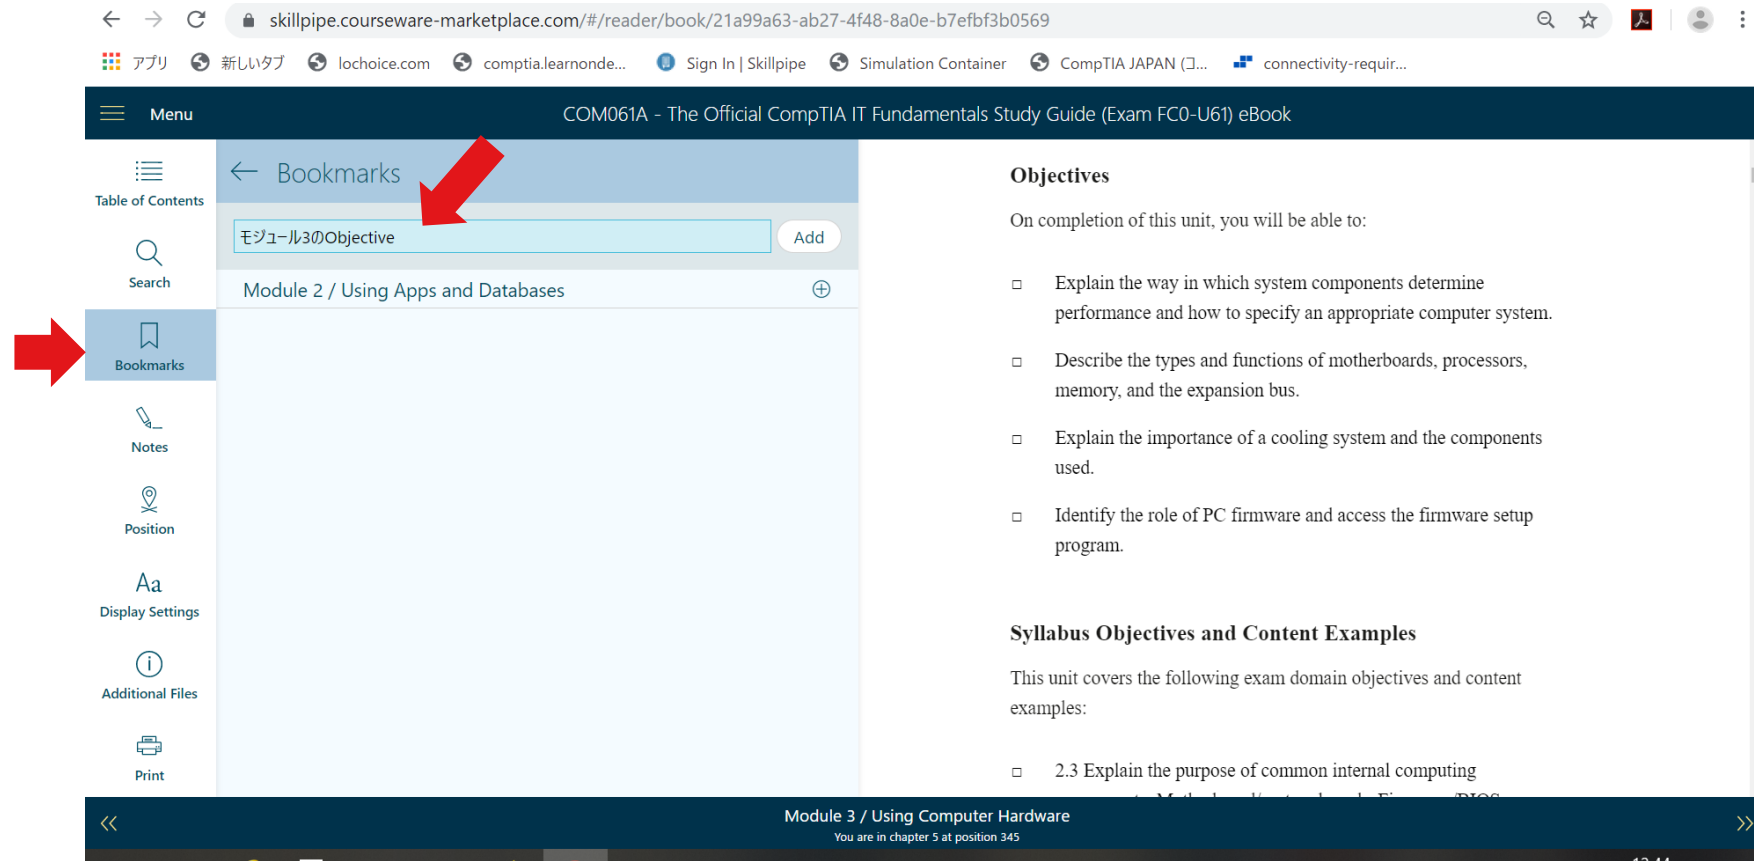 skillpipe.courseware-marketplace.com/#/reader/book/21a99a63-ab27-4f48-8a0e-b7efbf3b0569
アプリ 新しいタブ lochoice.com comptia.learnonde... Sign In | Skillpipe Simulation Container CompTIA JAPAN (コ... connectivity-requir...
Menu
COM061A - The Official CompTIA IT Fundamentals Study Guide (Exam FC0-U61) eBook
Table of Contents
Search
Bookmarks
Notes
Position
Aa
Display Settings
Additional Files
Print
Bookmarks
モジュール3のObjective
Add
Module 2 / Using Apps and Databases
Objectives
On completion of this unit, you will be able to:
Explain the way in which system components determine
performance and how to specify an appropriate computer system.
Describe the types and functions of motherboards, processors,
memory, and the expansion bus.
Explain the importance of a cooling system and the components
used.
Identify the role of PC firmware and access the firmware setup
program.
Syllabus Objectives and Content Examples
This unit covers the following exam domain objectives and content
examples:
2.3 Explain the purpose of common internal computing
Module 3 / Using Computer Hardware
You are in chapter 5 at position 345